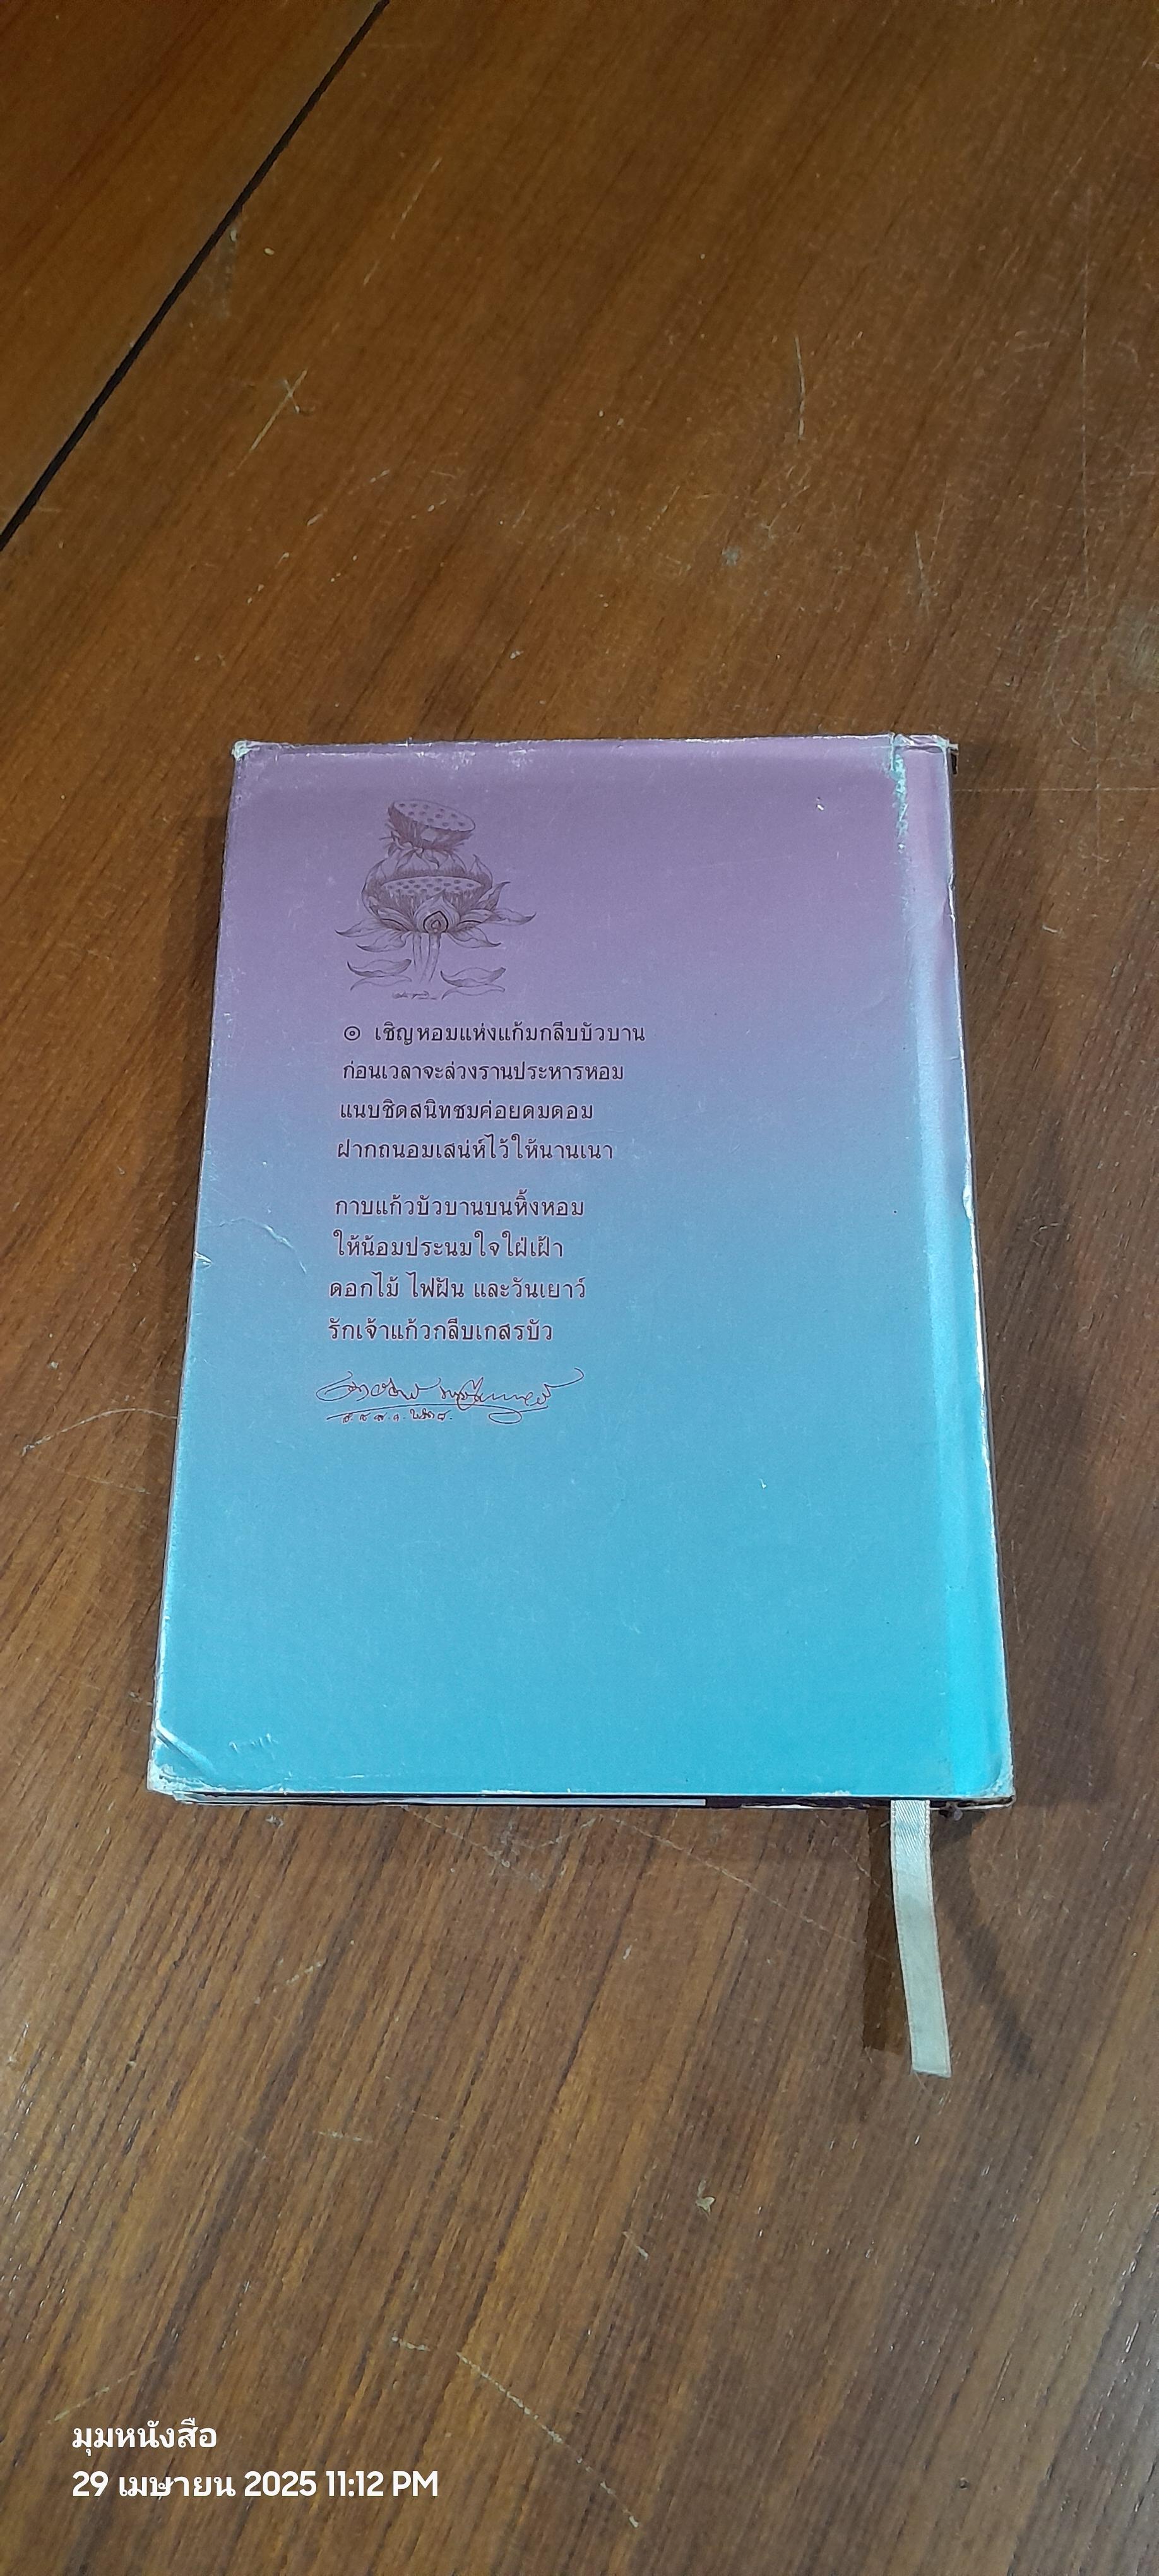 ๏ เชิญหอมแห่งแก้มกลีบบัวบาน
ก่อนเวลาจะล่วงรานประหารหอม
แนบชิดสนิทชมค่อยดมดอม
ฝากถนอมเสน่ห์ไว้ให้นานเนา
กาบแก้วบัวบานบนหิ้งหอม
ให้น้อมประนมใจใฝ่เฝ้า
ดอกไม้ ไฟฝัน และวันเยาว์
รักเจ้าแก้วกลีบเกสรบัว
มุมหนังสือ
29 เมษายน 2025 11:12 PM